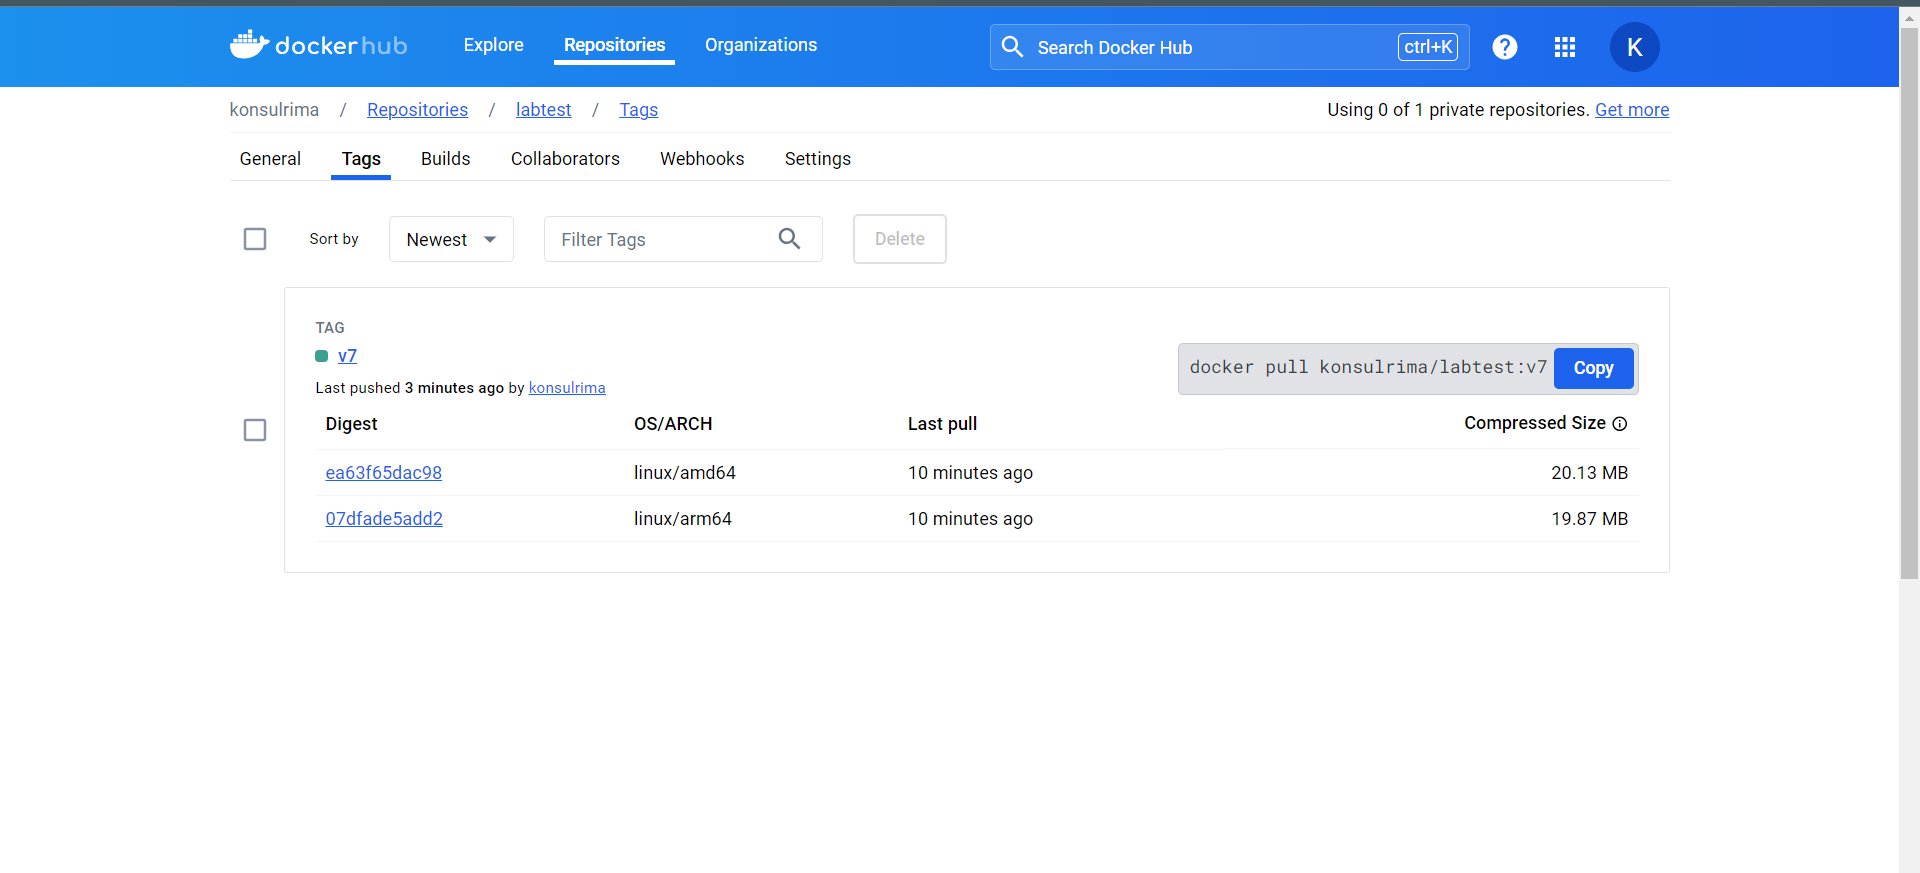 dockerhub Explore Repositories Organizations Search Docker Hub ctrl+K ? K
konsulrima / Repositories / labtest / Tags Using 0 of 1 private repositories. Get more
General Tags Builds Collaborators Webhooks Settings
Sort by Newest Filter Tags Delete
TAG
v7
docker pull konsulrima/labtest:v7 Copy
Last pushed 3 minutes ago by konsulrima
Digest OS/ARCH Last pull Compressed Size
ea63f65dac98 linux/amd64 10 minutes ago 20.13 MB
07dfade5add2 linux/arm64 10 minutes ago 19.87 MB